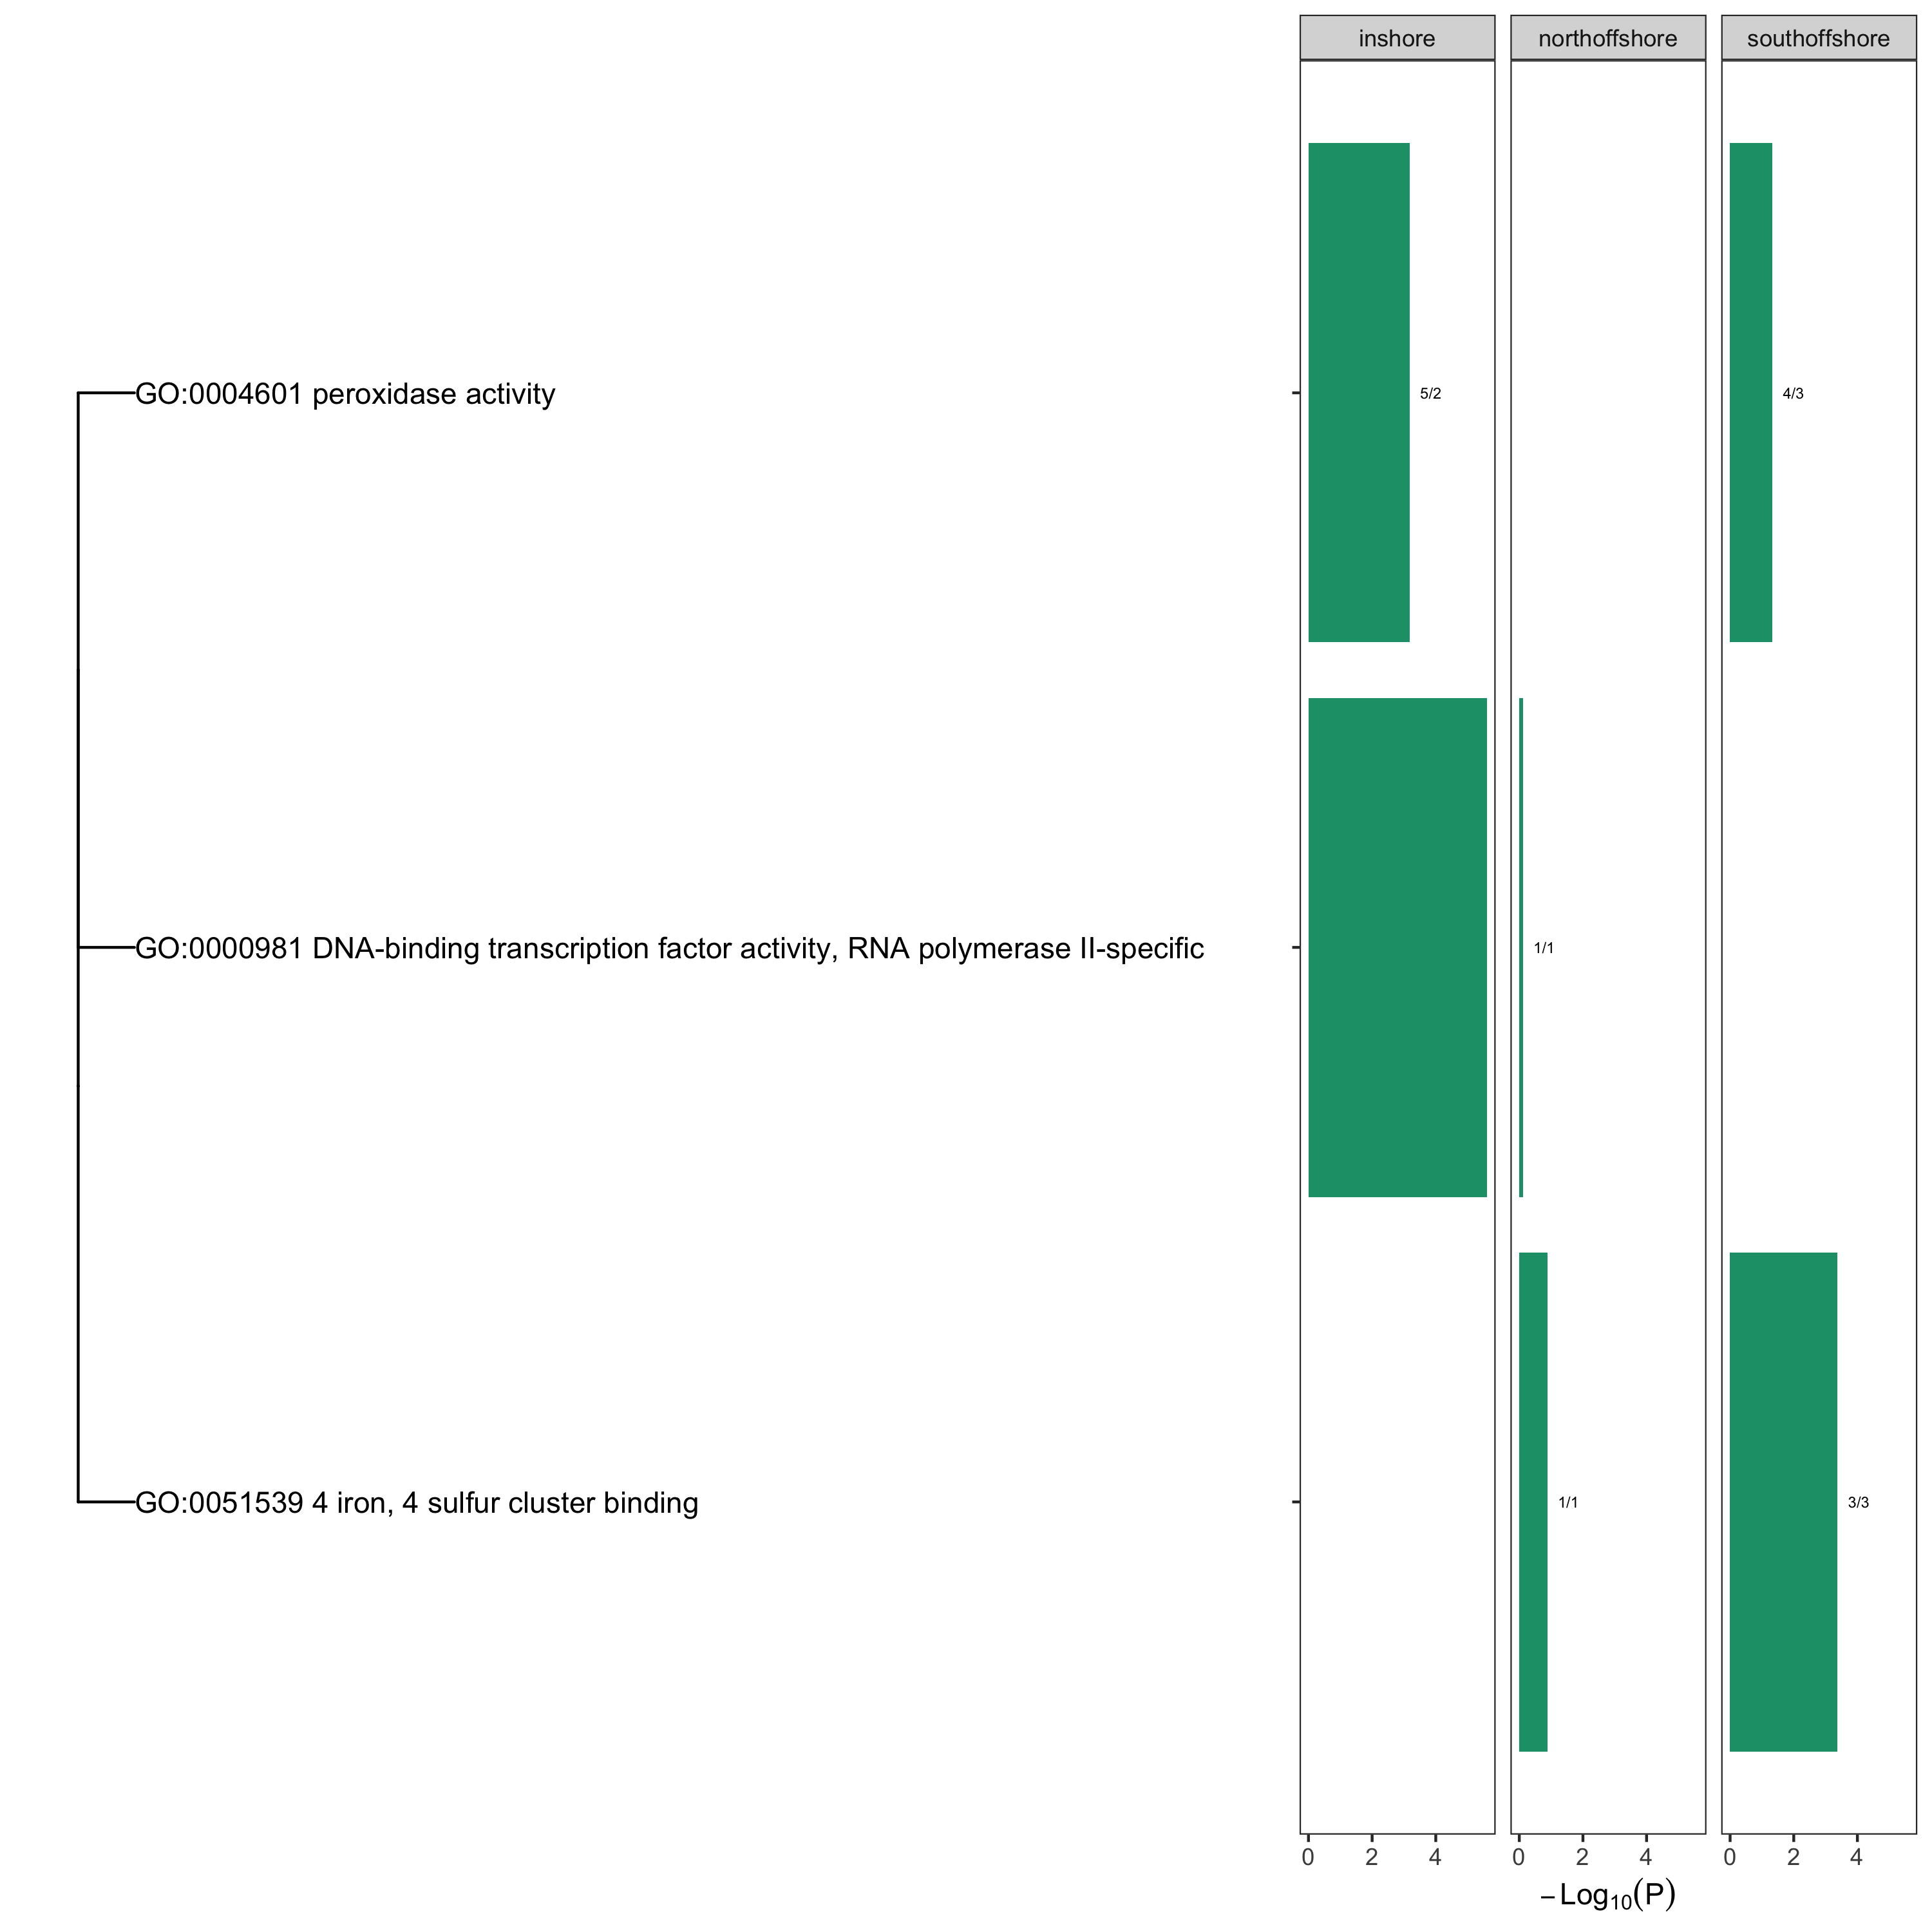 inshore northoffshore southoffshore
GO:0004601 peroxidase activity 5/2 4/3
GO:0000981 DNA-binding transcription factor activity, RNA polymerase II-specific 1/1
GO:0051539 4 iron, 4 sulfur cluster binding 1/1 3/3
0 2 4 0 2 4 0 2 4
−Log10(P)